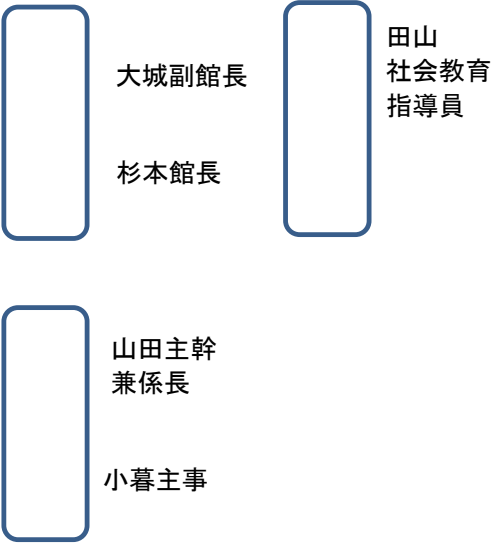 大城副館長
杉本館長
田山
社会教育
指導員
山田主幹
兼係長
小暮主事